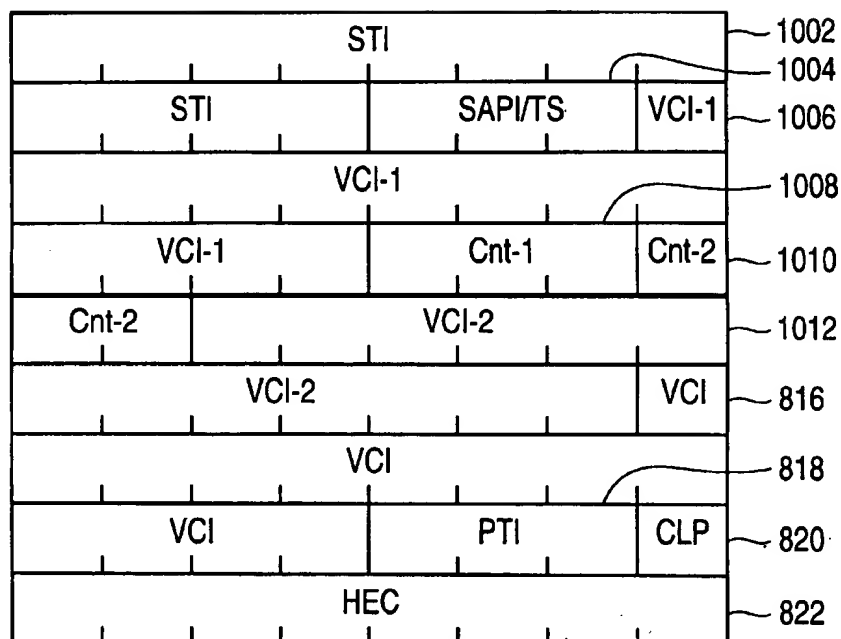 STI 1002
1004
STI SAPI/TS VCI-1 1006
VCI-1
1008
VCI-1 Cnt-1 Cnt-2 1010
Cnt-2 VCI-2 1012
VCI-2 VCI 816
VCI 818
VCI PTI CLP 820
HEC 822